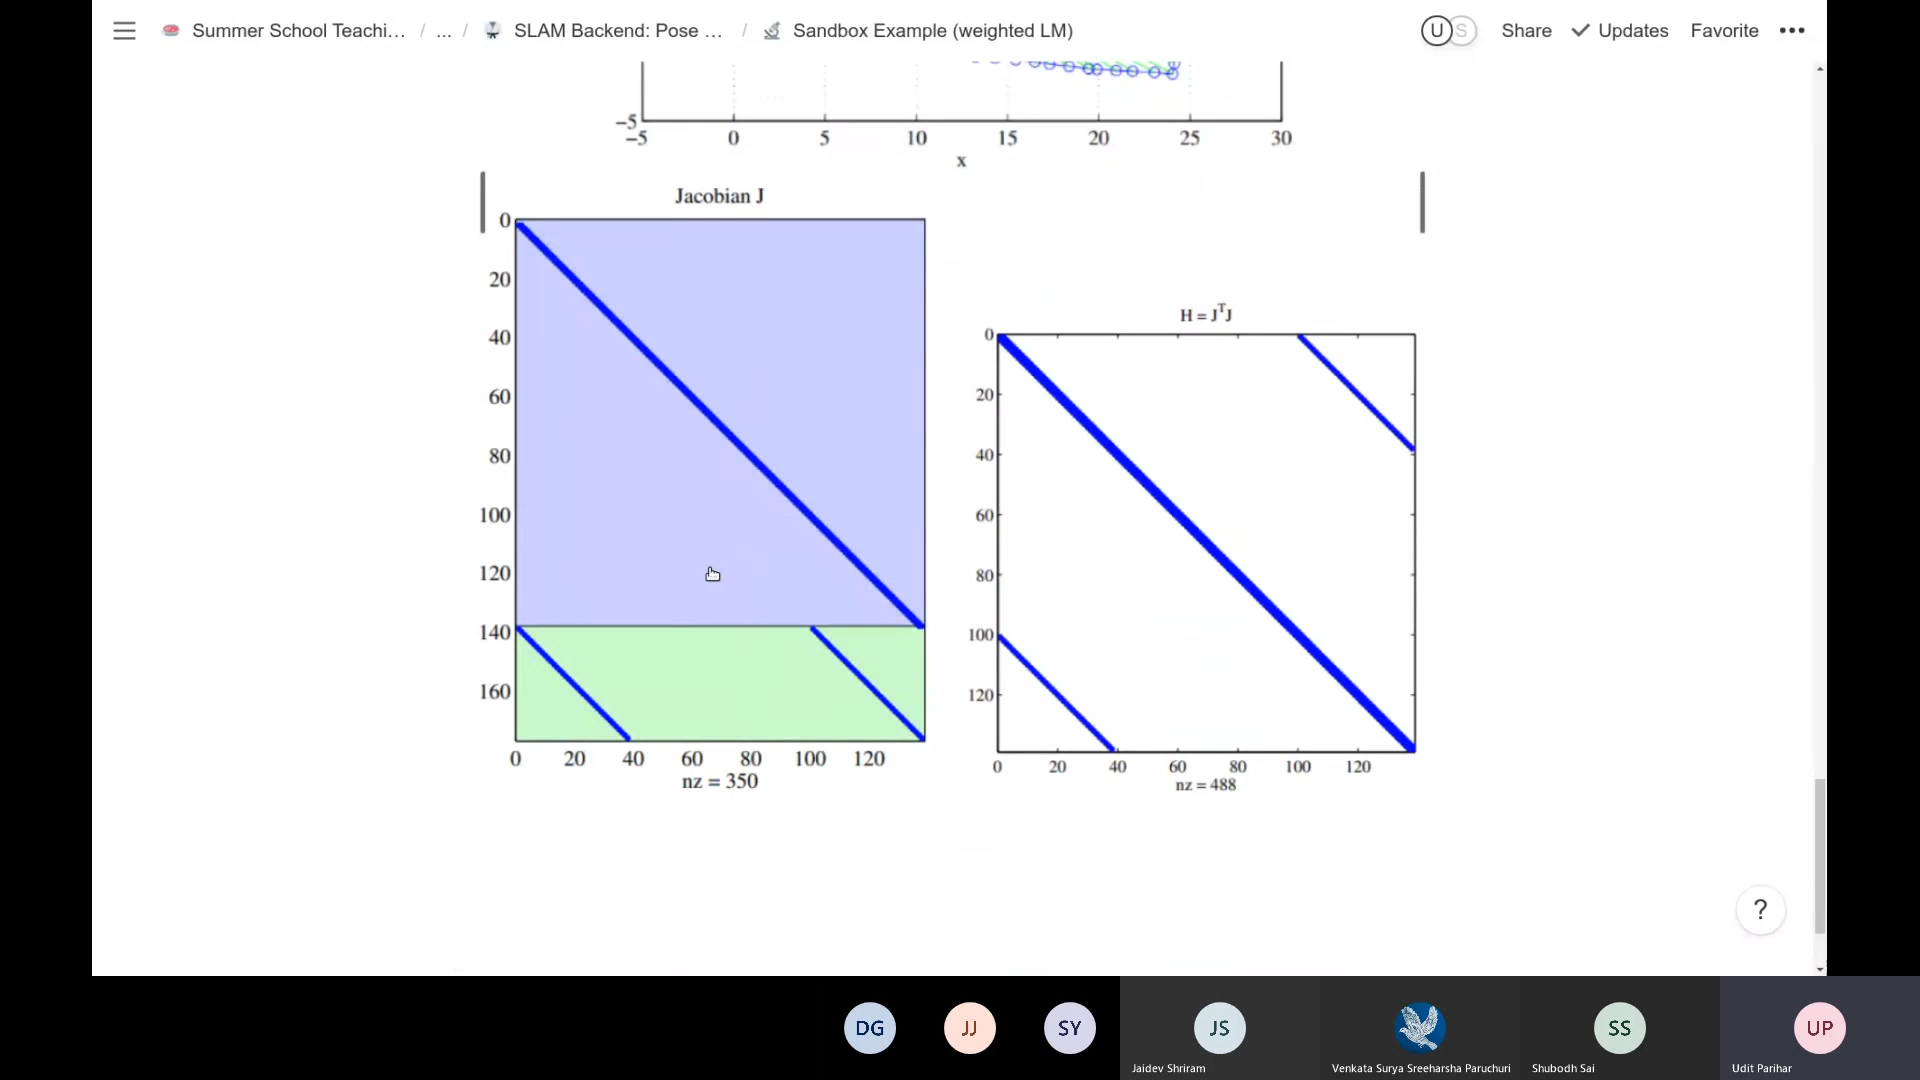 Summer School Teachi... / ... / SLAM Backend: Pose ... / Sandbox Example (weighted LM)
U S Share Updates Favorite •••
−5
−5 0 5 10 15 20 25 30
x
Jacobian J
0
20
40
60
80
100
120
140
160
0 20 40 60 80 100 120
nz = 350
H = JᵀJ
0
20
40
60
80
100
120
0 20 40 60 80 100 120
nz = 488
?
DG JJ SY JS SS UP
Jaidev Shriram Venkata Surya Sreeharsha Paruchuri Shubodh Sai Udit Parihar